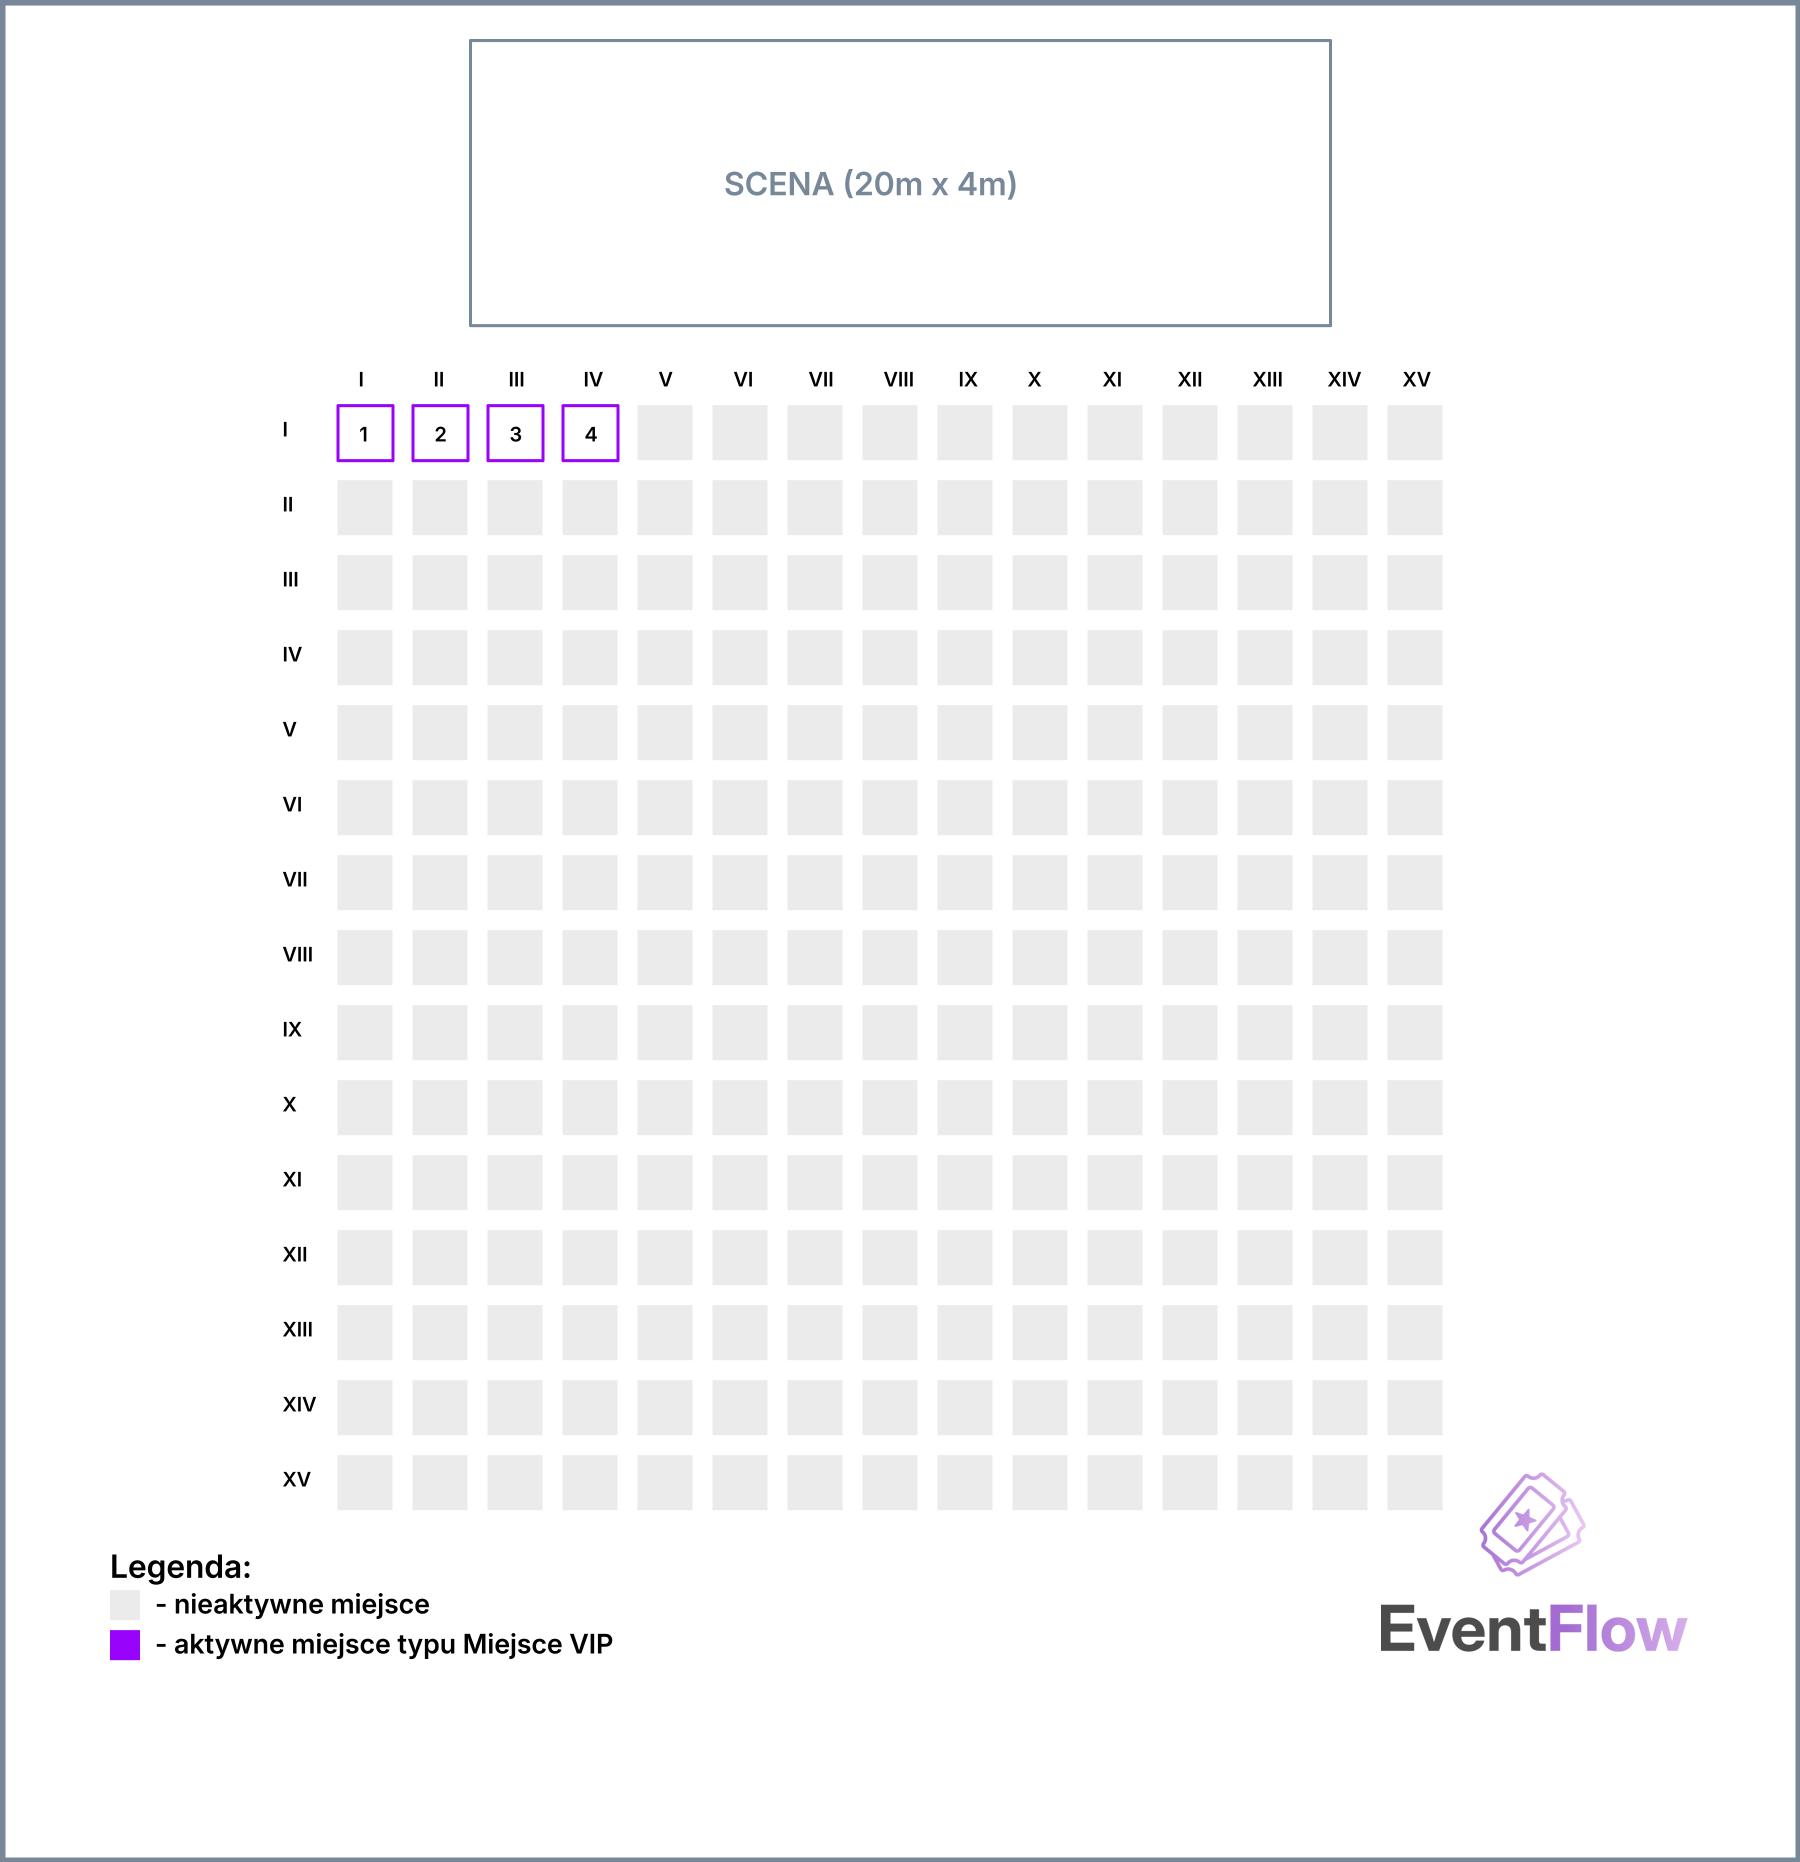 SCENA (20m x 4m)
I II III IV V VI VII VIII IX X XI XII XIII XIV XV
I 1 2 3 4
II
III
IV
V
VI
VII
VIII
IX
X
XI
XII
XIII
XIV
XV
Legenda:
- nieaktywne miejsce
- aktywne miejsce typu Miejsce VIP
EventFlow